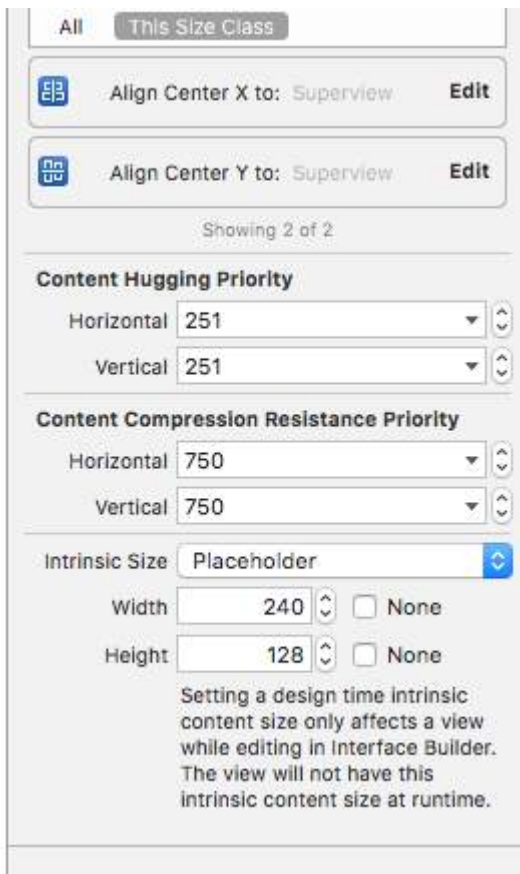 All This Size Class
Align Center X to: Superview Edit
Align Center Y to: Superview Edit
Showing 2 of 2
Content Hugging Priority
Horizontal 251
Vertical 251
Content Compression Resistance Priority
Horizontal 750
Vertical 750
Intrinsic Size Placeholder
Width 240 None
Height 128 None
Setting a design time intrinsic
content size only affects a view
while editing in Interface Builder.
The view will not have this
intrinsic content size at runtime.